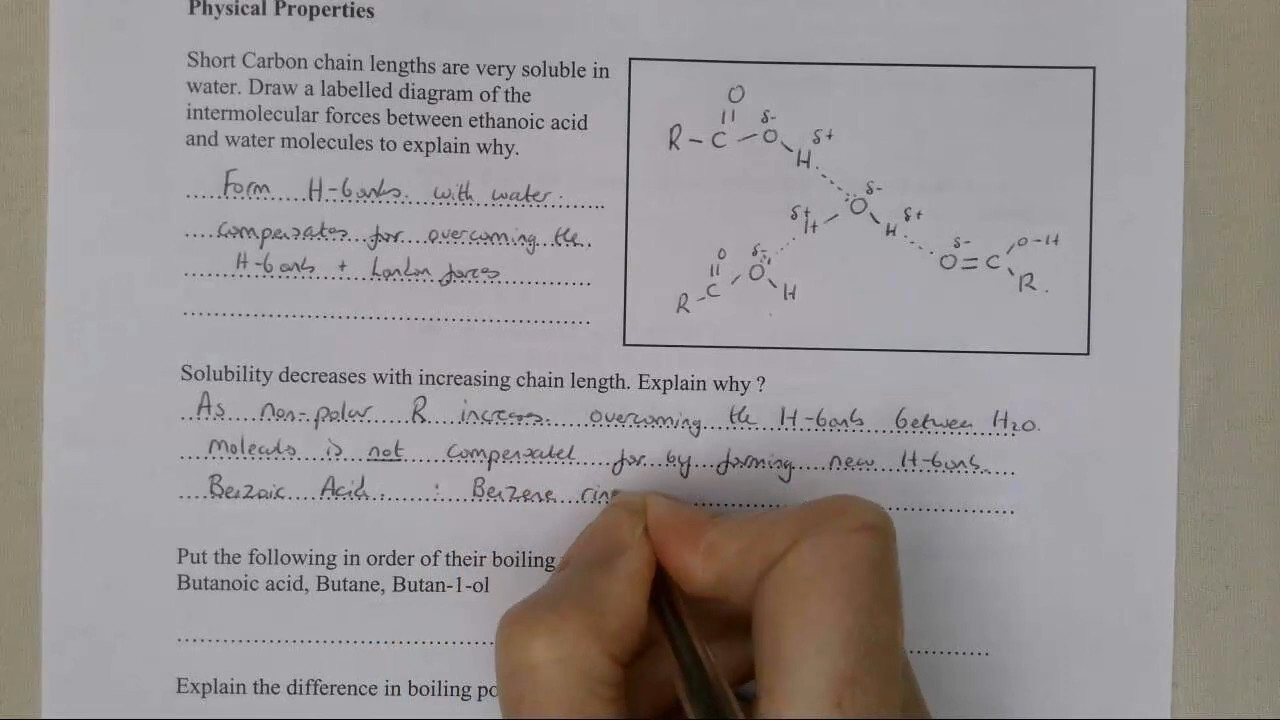 Physical Properties
Short Carbon chain lengths are very soluble in
water. Draw a labelled diagram of the
intermolecular forces between ethanoic acid
and water molecules to explain why.
Form H-bonds with water.
compensates for overcoming the
H-bonds + London forces
O
δ-
R - C - O
δ+
H
δ-
O
δ+
H
δ+
H
δ-
O = C
O-H
R
O
δ-
R - C
O
H
Solubility decreases with increasing chain length. Explain why ?
As non-polar R increases overcoming the H-bonds between H2O
molecules is not compensated for by forming new H-bonds
Benzoic Acid : Benzene ring
Put the following in order of their boiling
Butanoic acid, Butane, Butan-1-ol
Explain the difference in boiling